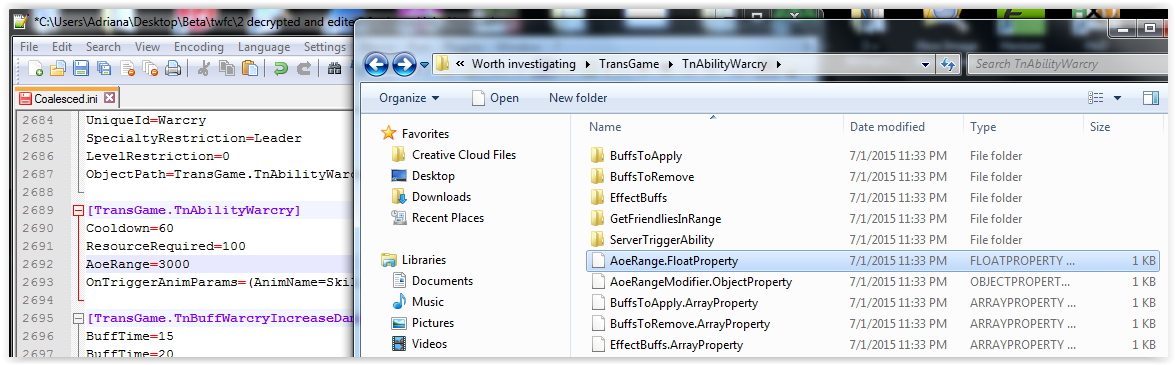 *C:\Users\Adriana\Desktop\Beta\twfc\2 decrypted and edite
File Edit Search View Encoding Language Settings
Coalesced.ini
2684 UniqueId=Warcry
2685 SpecialtyRestriction=Leader
2686 LevelRestriction=0
2687 ObjectPath=TransGame.TnAbilityWarc
2688
2689 [TransGame.TnAbilityWarcry]
2690 Cooldown=60
2691 ResourceRequired=100
2692 AoeRange=3000
2693 OnTriggerAnimParams=(AnimName=Skil
2694
2695 [TransGame.TnBuffWarcryIncreaseDam
2696 BuffTime=15
2697 BuffTime=20
« Worth investigating TransGame TnAbilityWarcry
Search TnAbilityWarcry
Organize Open New folder
Favorites
Creative Cloud Files
Desktop
Downloads
Recent Places
Libraries
Documents
Music
Pictures
Videos
Name Date modified Type Size
BuffsToApply 7/1/2015 11:33 PM File folder
BuffsToRemove 7/1/2015 11:33 PM File folder
EffectBuffs 7/1/2015 11:33 PM File folder
GetFriendliesInRange 7/1/2015 11:33 PM File folder
ServerTriggerAbility 7/1/2015 11:33 PM File folder
AoeRange.FloatProperty 7/1/2015 11:33 PM FLOATPROPERTY ... 1 KB
AoeRangeModifier.ObjectProperty 7/1/2015 11:33 PM OBJECTPROPERT... 1 KB
BuffsToApply.ArrayProperty 7/1/2015 11:33 PM ARRAYPROPERTY ... 1 KB
BuffsToRemove.ArrayProperty 7/1/2015 11:33 PM ARRAYPROPERTY ... 1 KB
EffectBuffs.ArrayProperty 7/1/2015 11:33 PM ARRAYPROPERTY ... 1 KB